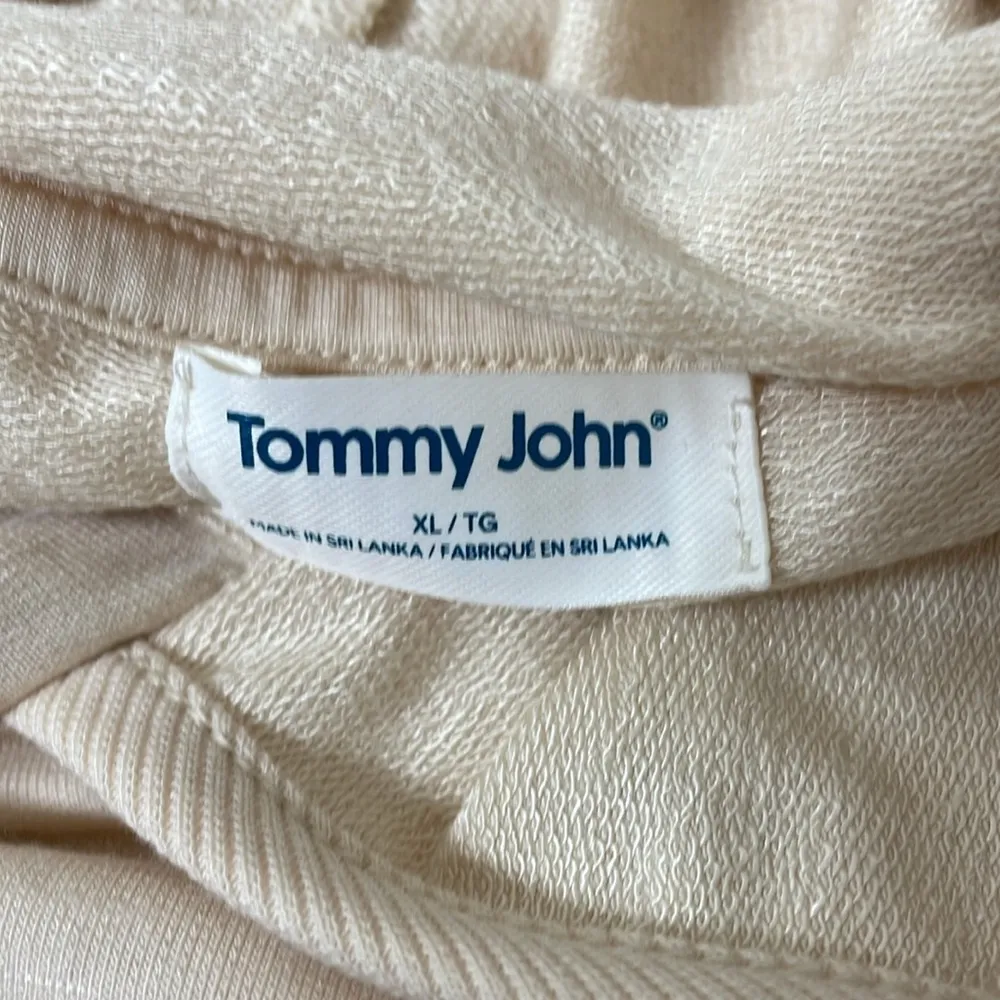 Tommy John®
XL / TG
MADE IN SRI LANKA / FABRIQUÉ EN SRI LANKA